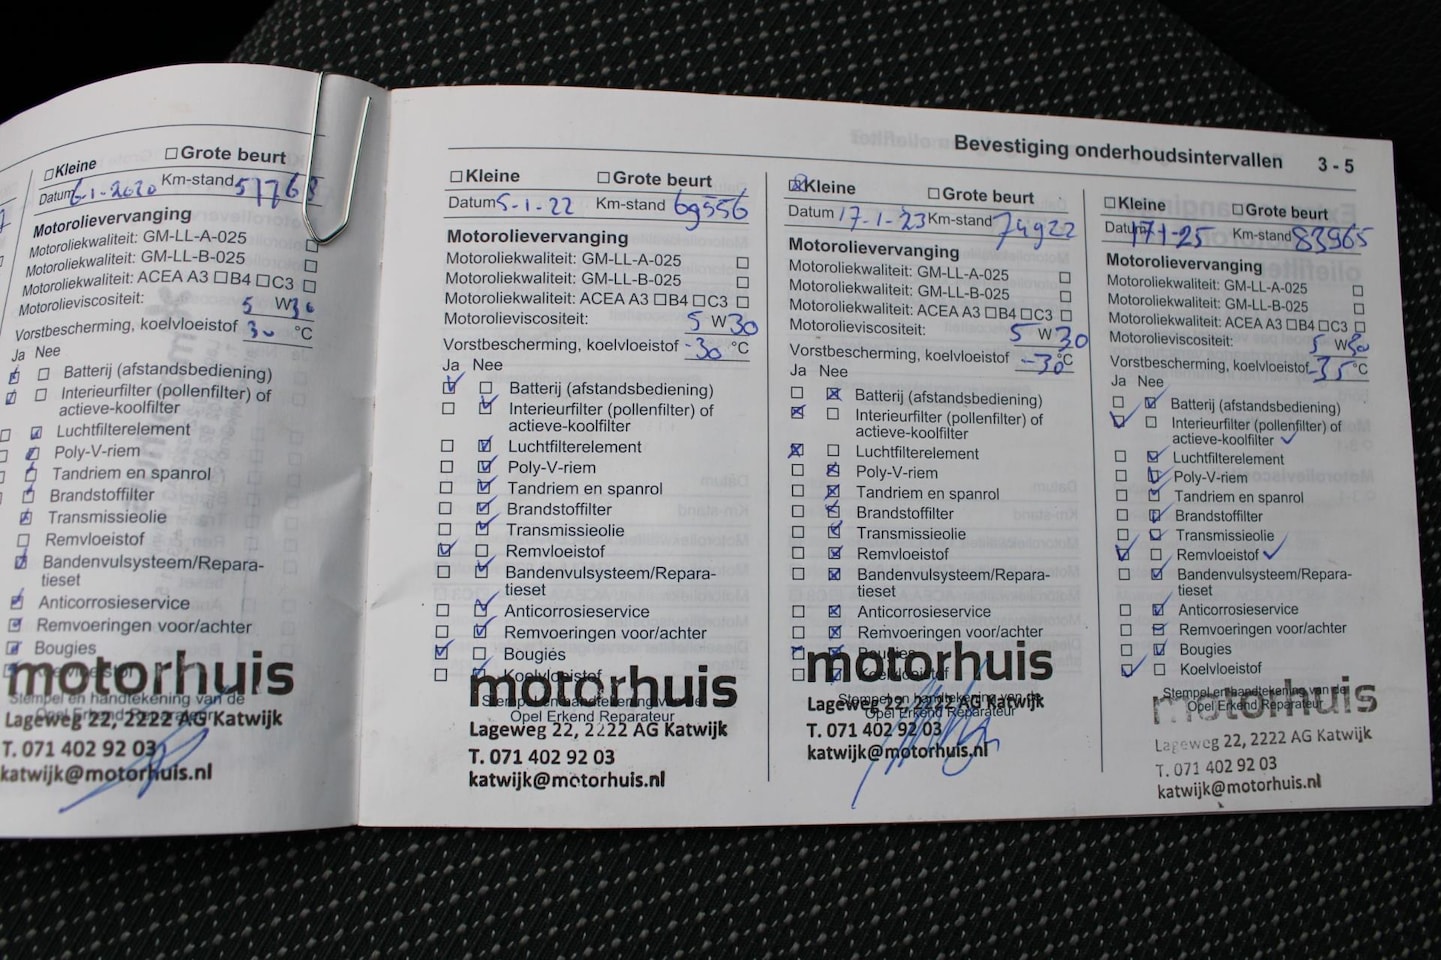 Bevestiging onderhoudsintervallen 3 - 5
Kleine Grote beurt
Datum 6-1-2020 Km-stand
Motorolievervanging
Motoroliekwaliteit: GM-LL-A-025
Motoroliekwaliteit: GM-LL-B-025
Motoroliekwaliteit: ACEA A3 B4 C3
Motorolieviscositeit: 5 W 30
Vorstbescherming, koelvloeistof 30 °C
Ja Nee
Batterij (afstandsbediening)
Interieurfilter (pollenfilter) of
actieve-koolfilter
Luchtfilterelement
Poly-V-riem
Tandriem en spanrol
Brandstoffilter
Transmissieolie
Remvloeistof
Bandenvulsysteem/Repara-
tieset
Anticorrosieservice
Remvoeringen voor/achter
Bougies
motorhuis
Stempel en handtekening van de
Opel Erkend Reparateur
Lageweg 22, 2222 AG Katwijk
T. 071 402 92 03
katwijk@motorhuis.nl
Kleine Grote beurt
Datum 5-1-22 Km-stand 69556
Motorolievervanging
Motoroliekwaliteit: GM-LL-A-025
Motoroliekwaliteit: GM-LL-B-025
Motoroliekwaliteit: ACEA A3 B4 C3
Motorolieviscositeit: 5 W 30
Vorstbescherming, koelvloeistof -30 °C
Ja Nee
Batterij (afstandsbediening)
Interieurfilter (pollenfilter) of
actieve-koolfilter
Luchtfilterelement
Poly-V-riem
Tandriem en spanrol
Brandstoffilter
Transmissieolie
Remvloeistof
Bandenvulsysteem/Repara-
tieset
Anticorrosieservice
Remvoeringen voor/achter
Bougies
Koelvloeistof
motorhuis
Stempel en handtekening van de
Opel Erkend Reparateur
Lageweg 22, 2222 AG Katwijk
T. 071 402 92 03
katwijk@motorhuis.nl
Kleine Grote beurt
Datum 17-1-23 Km-stand 74922
Motorolievervanging
Motoroliekwaliteit: GM-LL-A-025
Motoroliekwaliteit: GM-LL-B-025
Motoroliekwaliteit: ACEA A3 B4 C3
Motorolieviscositeit: 5 W 30
Vorstbescherming, koelvloeistof -30 °C
Ja Nee
Batterij (afstandsbediening)
Interieurfilter (pollenfilter) of
actieve-koolfilter
Luchtfilterelement
Poly-V-riem
Tandriem en spanrol
Brandstoffilter
Transmissieolie
Remvloeistof
Bandenvulsysteem/Repara-
tieset
Anticorrosieservice
Remvoeringen voor/achter
Bougies
Koelvloeistof
motorhuis
Stempel en handtekening van de
Opel Erkend Reparateur
Lageweg 22, 2222 AG Katwijk
T. 071 402 92 03
katwijk@motorhuis.nl
Kleine Grote beurt
Datum 17-1-25 Km-stand 83965
Motorolievervanging
Motoroliekwaliteit: GM-LL-A-025
Motoroliekwaliteit: GM-LL-B-025
Motoroliekwaliteit: ACEA A3 B4 C3
Motorolieviscositeit: 5 W 30
Vorstbescherming, koelvloeistof -35 °C
Ja Nee
Batterij (afstandsbediening)
Interieurfilter (pollenfilter) of
actieve-koolfilter
Luchtfilterelement
Poly-V-riem
Tandriem en spanrol
Brandstoffilter
Transmissieolie
Remvloeistof
Bandenvulsysteem/Repara-
tieset
Anticorrosieservice
Remvoeringen voor/achter
Bougies
Koelvloeistof
Stempel en handtekening van de
Opel Erkend Reparateur
motorhuis
Lageweg 22, 2222 AG Katwijk
T. 071 402 92 03
katwijk@motorhuis.nl